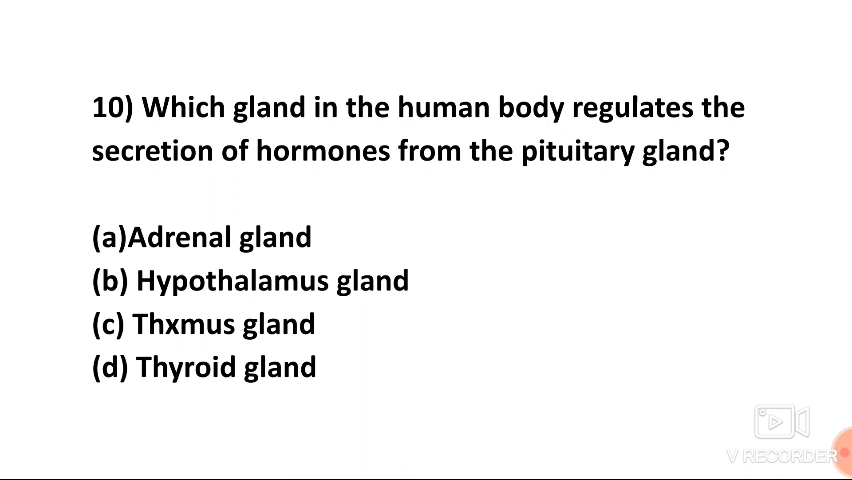 10) Which gland in the human body regulates the
secretion of hormones from the pituitary gland?
(a)Adrenal gland
(b) Hypothalamus gland
(c) Thxmus gland
(d) Thyroid gland
V RECORDER